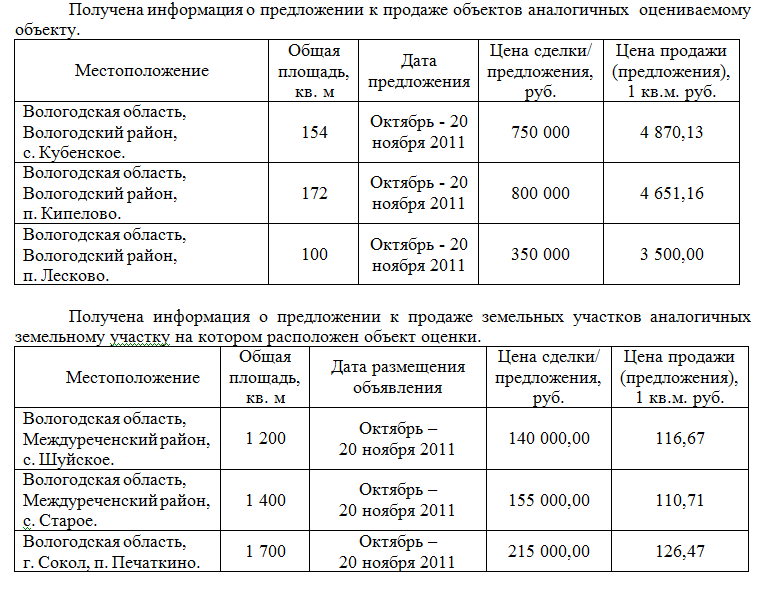 Получена информация о предложении к продаже объектов аналогичных оцениваемому
объекту.
Местоположение
Общая
площадь,
кв. м
Дата
предложения
Цена сделки/
предложения,
руб.
Цена продажи
(предложения),
1 кв.м. руб.
Вологодская область,
Вологодский район,
с. Кубенское.
154
Октябрь - 20
ноября 2011
750 000
4 870,13
Вологодская область,
Вологодский район,
п. Кипелово.
172
Октябрь - 20
ноября 2011
800 000
4 651,16
Вологодская область,
Вологодский район,
п. Лесково.
100
Октябрь - 20
ноября 2011
350 000
3 500,00
Получена информация о предложении к продаже земельных участков аналогичных
земельному участку на котором расположен объект оценки.
Местоположение
Общая
площадь,
кв. м
Дата размещения
объявления
Цена сделки/
предложения,
руб.
Цена продажи
(предложения),
1 кв.м. руб.
Вологодская область,
Междуреченский район,
с. Шуйское.
1 200
Октябрь –
20 ноября 2011
140 000,00
116,67
Вологодская область,
Междуреченский район,
с. Старое.
1 400
Октябрь –
20 ноября 2011
155 000,00
110,71
Вологодская область,
г. Сокол, п. Печаткино.
1 700
Октябрь –
20 ноября 2011
215 000,00
126,47